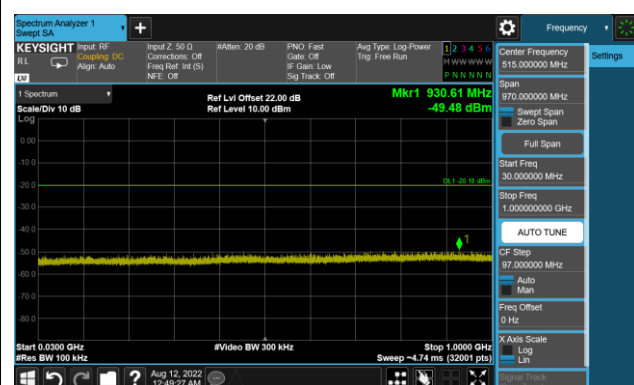 Spectrum Analyzer 1
Swept SA
Frequency
KEYSIGHT
RL
LXI
Input: RF
Coupling: DC
Align: Auto
Input Z: 50 Ω
Corrections: Off
Freq Ref: Int (S)
NFE: Off
#Atten: 20 dB
PNO: Fast
Gate: Off
IF Gain: Low
Sig Track: Off
Avg Type: Log-Power
Trig: Free Run
1 2 3 4 5 6
M W W W W W
P N N N N N
Center Frequency
515.000000 MHz
Settings
1 Spectrum
Scale/Div 10 dB
Log
Ref Lvl Offset 22.00 dB
Ref Level 10.00 dBm
Mkr1 930.61 MHz
-49.48 dBm
0.00
-10.0
-20.0
-30.0
-40.0
-50.0
-60.0
-70.0
-80.0
DL1 -20.18 dBm
1
Start 0.0300 GHz
#Res BW 100 kHz
#Video BW 300 kHz
Stop 1.0000 GHz
Sweep ~4.74 ms (32001 pts)
Span
970.000000 MHz
Swept Span
Zero Span
Full Span
Start Freq
30.000000 MHz
Stop Freq
1.000000000 GHz
AUTO TUNE
CF Step
97.000000 MHz
Auto
Man
Freq Offset
0 Hz
X Axis Scale
Log
Lin
Signal Track
?
Aug 12, 2022
12:49:27 AM